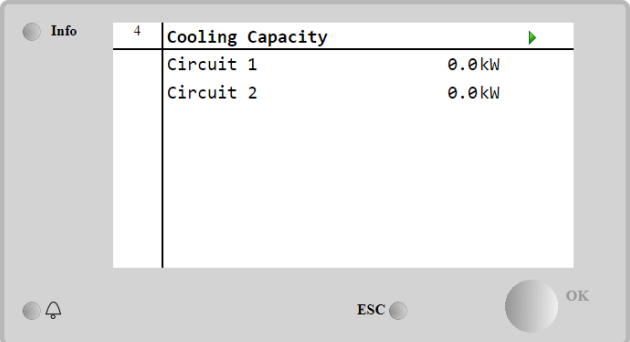 Info
4 Cooling Capacity
Circuit 1 0.0kW
Circuit 2 0.0kW
ESC
OK